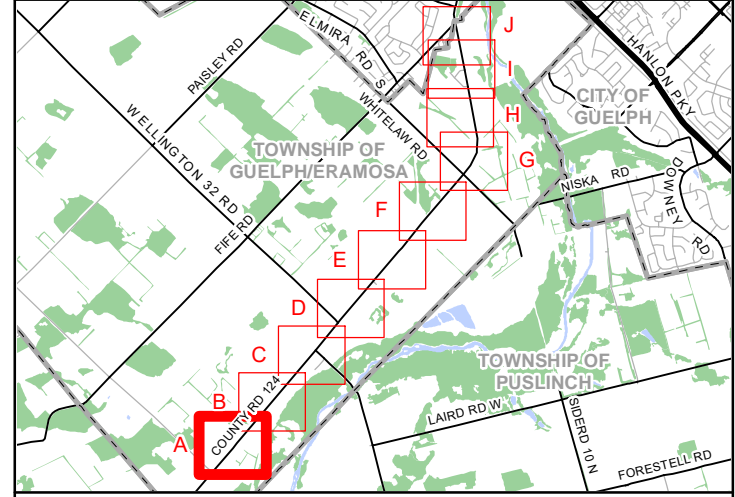 J
ELMIRA RD S
I
HANLON PKY
PAISLEY RD
CITY OF
GUELPH
WHITELAW RD
H
WELLINGTON 32 RD
TOWNSHIP OF
GUELPH/ERAMOSA
G
NISKA RD
DOWNEY RD
F
FIFE RD
E
D
C
TOWNSHIP OF
PUSLINCH
B
COUNTY RD 124
A
LAIRD RD W
SIDERD 10 N
FORESTELL RD